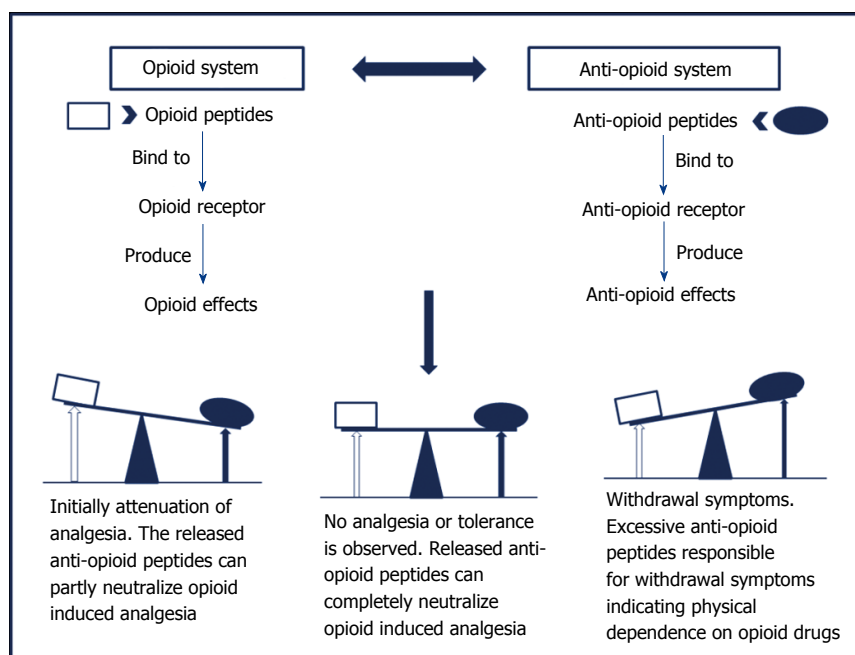 Opioid system
Anti-opioid system
Opioid peptides
Anti-opioid peptides
Bind to
Bind to
Opioid receptor
Anti-opioid receptor
Produce
Produce
Opioid effects
Anti-opioid effects
Initially attenuation of
analgesia. The released
anti-opioid peptides can
partly neutralize opioid
induced analgesia
No analgesia or tolerance
is observed. Released anti-
opioid peptides can
completely neutralize
opioid induced analgesia
Withdrawal symptoms.
Excessive anti-opioid
peptides responsible
for withdrawal symptoms
indicating physical
dependence on opioid drugs